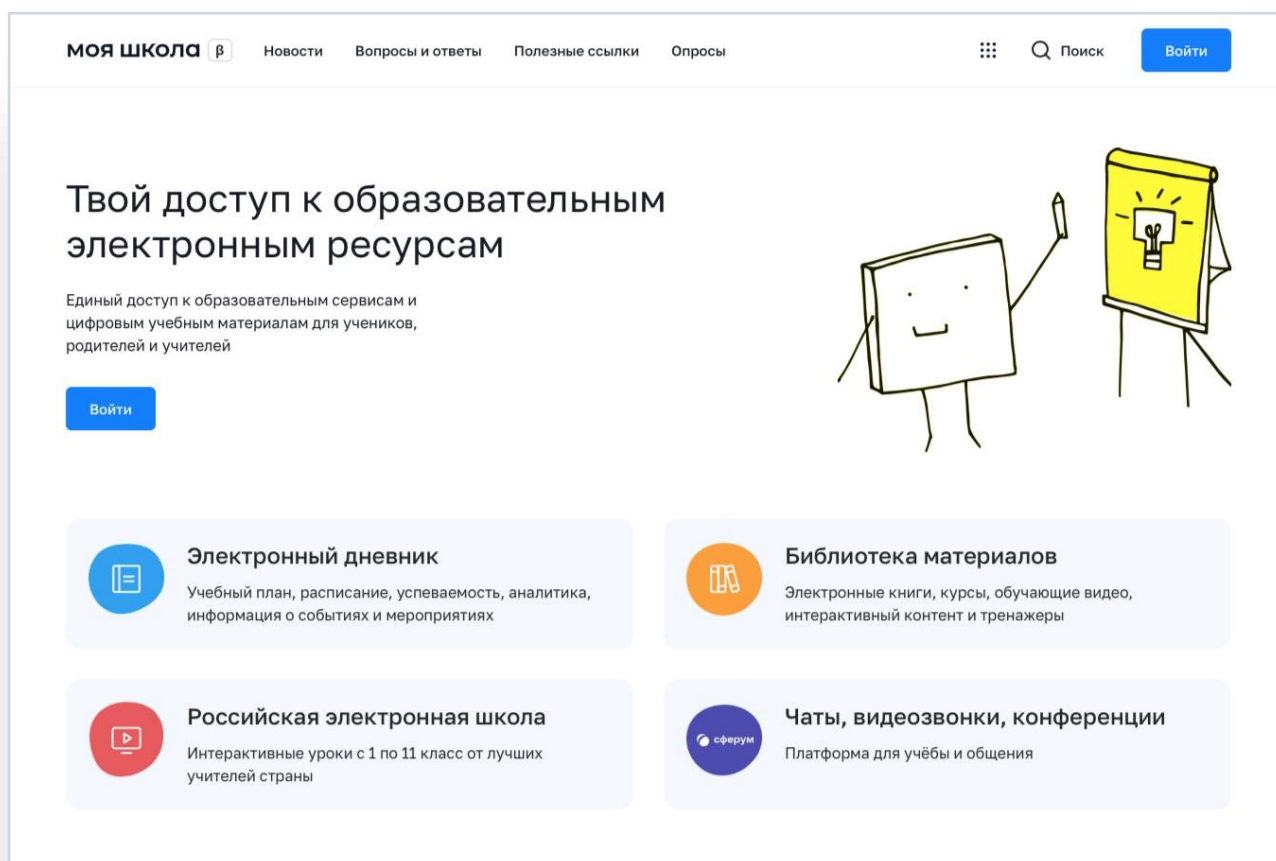 моя школа β Новости Вопросы и ответы Полезные ссылки Опросы Поиск Войти
Твой доступ к образовательным
электронным ресурсам
Единый доступ к образовательным сервисам и
цифровым учебным материалам для учеников,
родителей и учителей
Войти
Электронный дневник
Учебный план, расписание, успеваемость, аналитика,
информация о событиях и мероприятиях
Библиотека материалов
Электронные книги, курсы, обучающие видео,
интерактивный контент и тренажеры
Российская электронная школа
Интерактивные уроки с 1 по 11 класс от лучших
учителей страны
сферум
Чаты, видеозвонки, конференции
Платформа для учёбы и общения